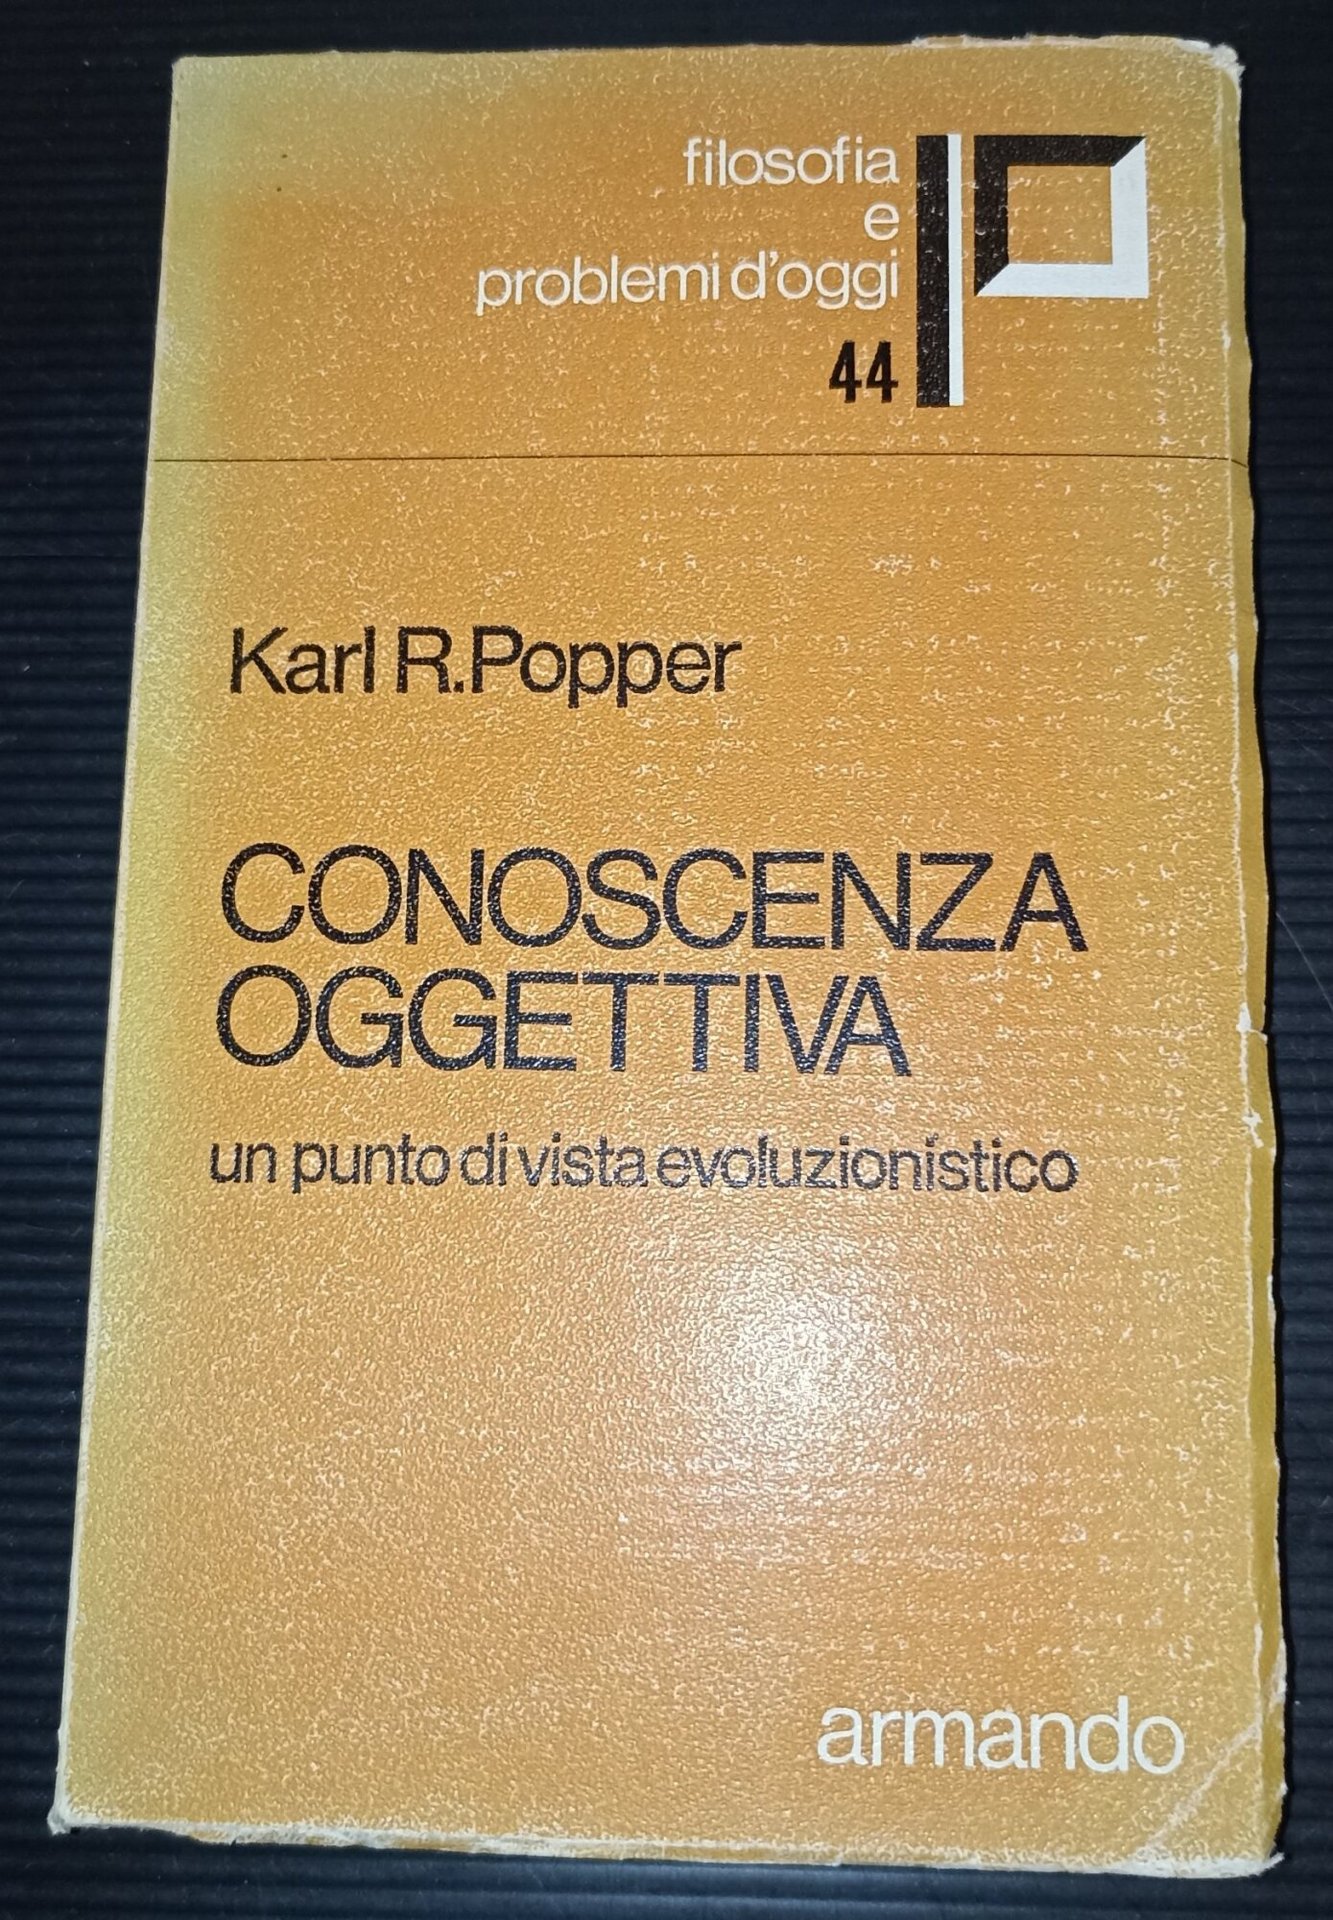 filosofia
e
problemi d'oggi
44
Karl R. Popper
CONOSCENZA
OGGETTIVA
un punto di vista evoluzionistico
armando